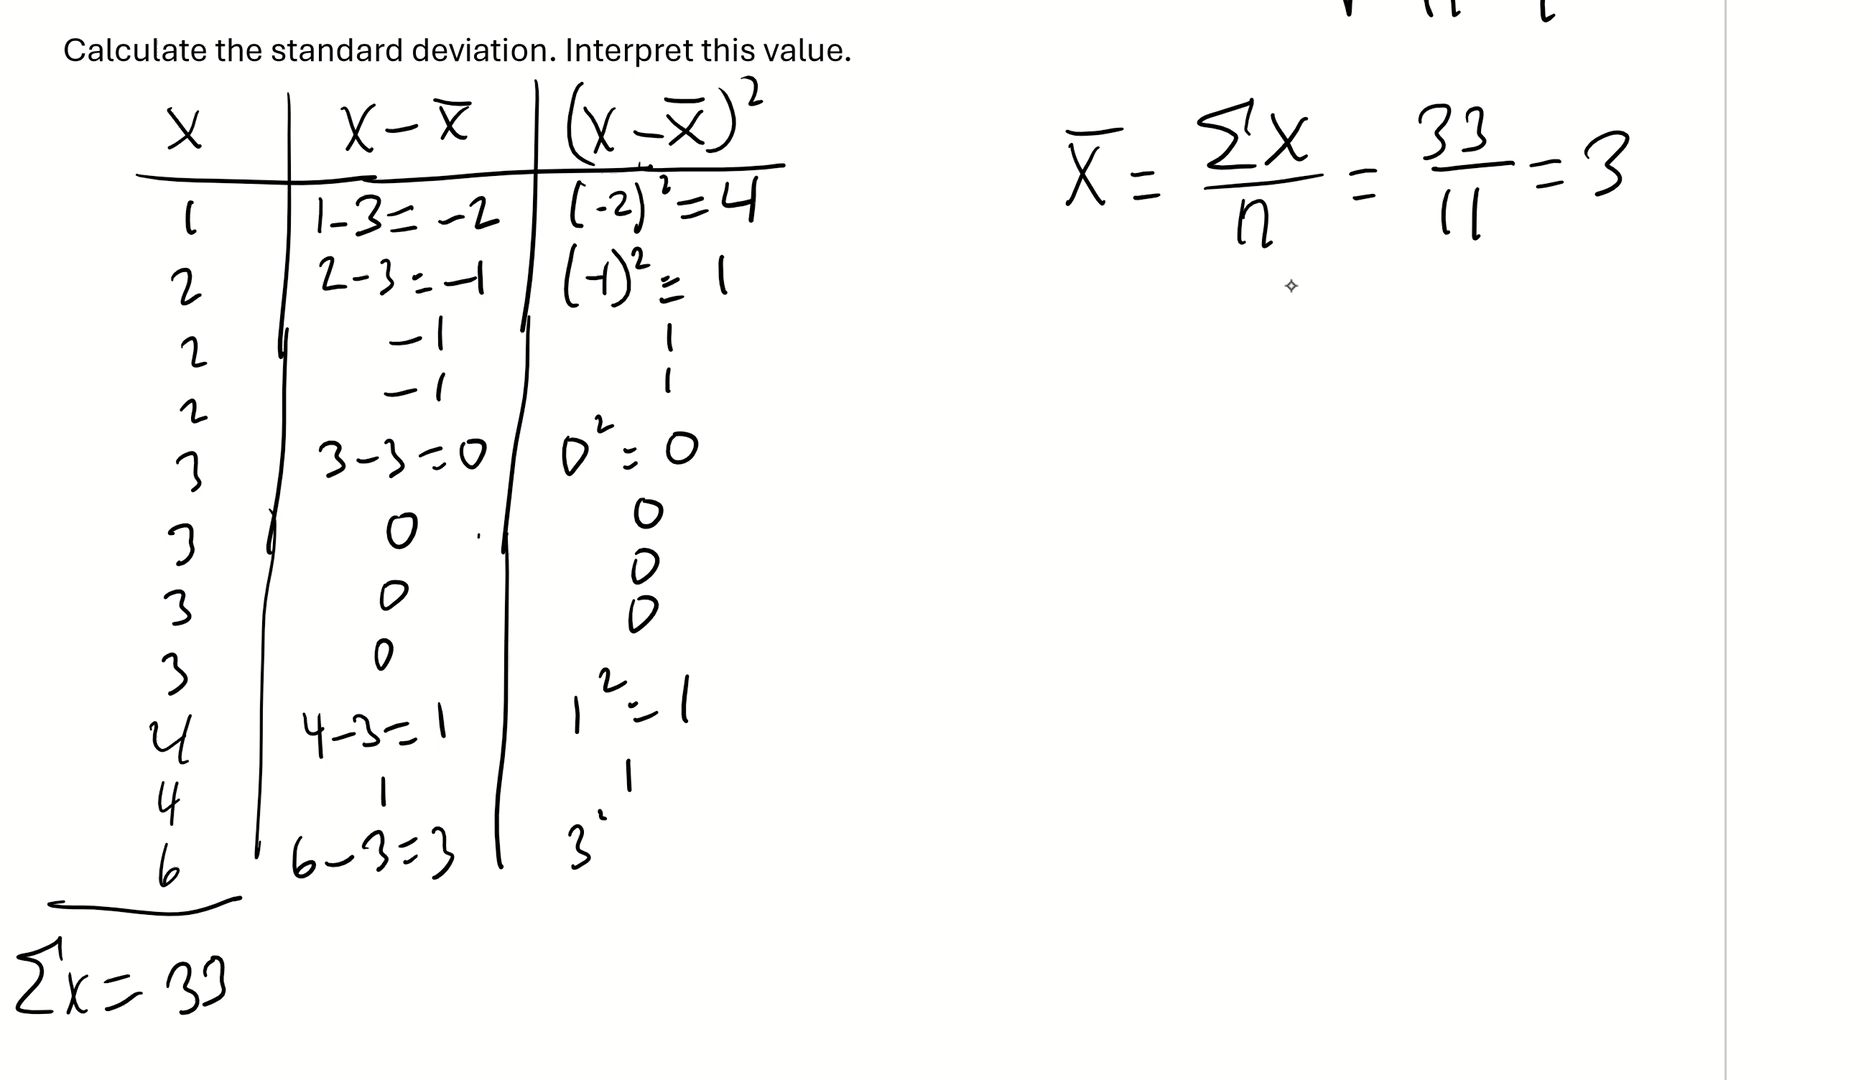 Calculate the standard deviation. Interpret this value.
x | x - x̄ | (x - x̄)²
x̄ = Σx/n = 33/11 = 3
1 | 1-3= -2 | (-2)² = 4
2 | 2-3 = -1 | (-1)² = 1
2 | -1 | 1
2 | -1 | 1
3 | 3-3=0 | 0² = 0
3 | 0 | 0
3 | 0 | 0
3 | 0 | 0
4 | 4-3=1 | 1² = 1
4 | 1 | 1
6 | 6-3=3 | 3
Σx = 33